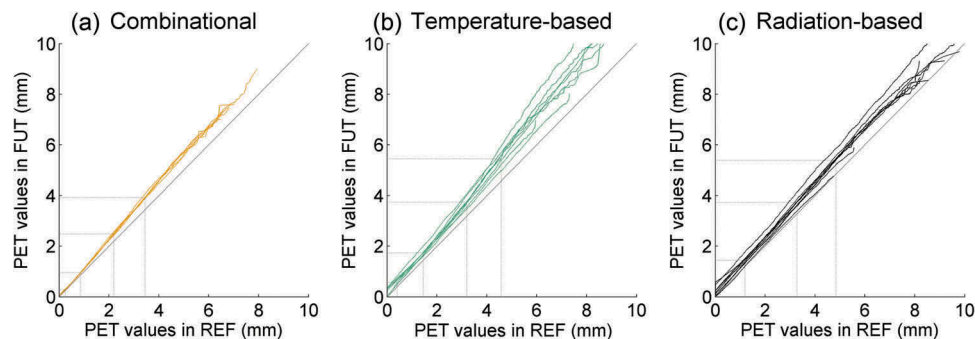 (a) Combinational
10
8
6
4
2
0
PET values in FUT (mm)
0 2 4 6 8 10
PET values in REF (mm)
(b) Temperature-based
10
8
6
4
2
0
PET values in FUT (mm)
0 2 4 6 8 10
PET values in REF (mm)
(c) Radiation-based
10
8
6
4
2
0
PET values in FUT (mm)
0 2 4 6 8 10
PET values in REF (mm)